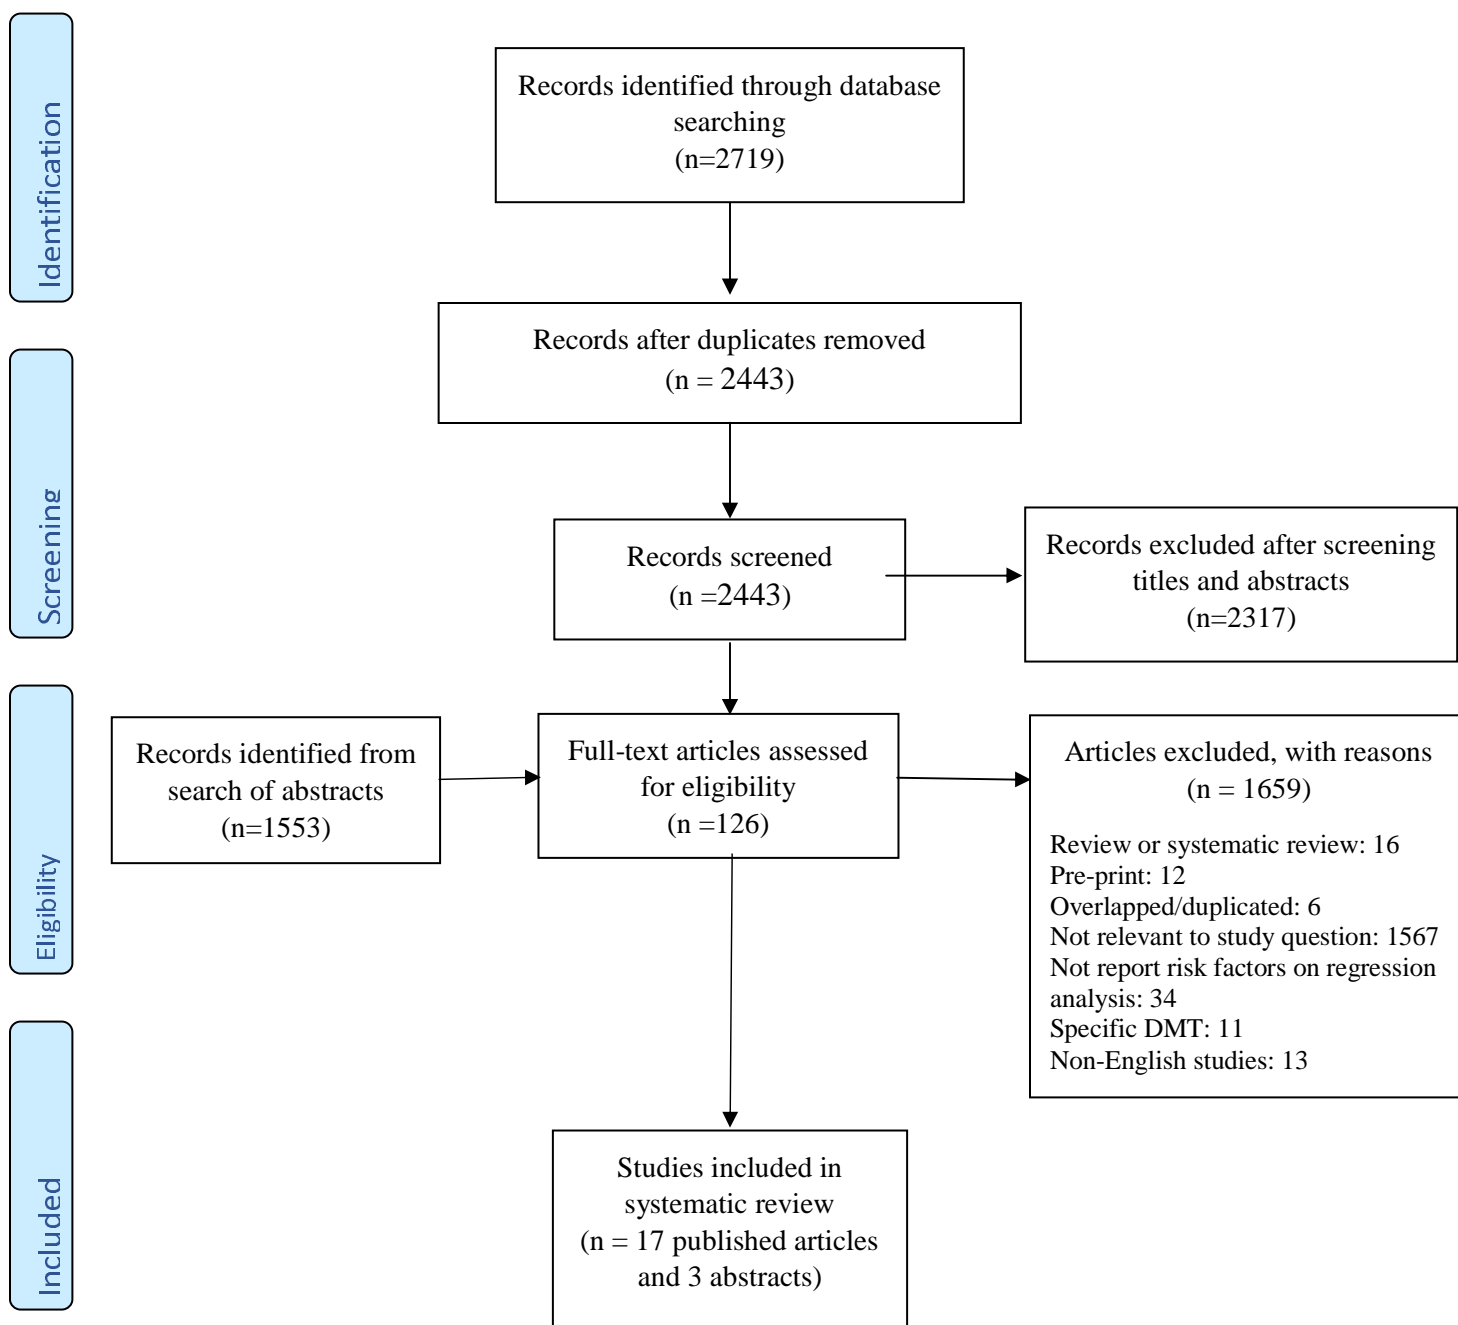 Identification
Records identified through database
searching
(n=2719)
Records after duplicates removed
(n = 2443)
Screening
Records screened
(n =2443)
Records excluded after screening
titles and abstracts
(n=2317)
Eligibility
Records identified from
search of abstracts
(n=1553)
Full-text articles assessed
for eligibility
(n =126)
Articles excluded, with reasons
(n = 1659)
Review or systematic review: 16
Pre-print: 12
Overlapped/duplicated: 6
Not relevant to study question: 1567
Not report risk factors on regression
analysis: 34
Specific DMT: 11
Non-English studies: 13
Included
Studies included in
systematic review
(n = 17 published articles
and 3 abstracts)